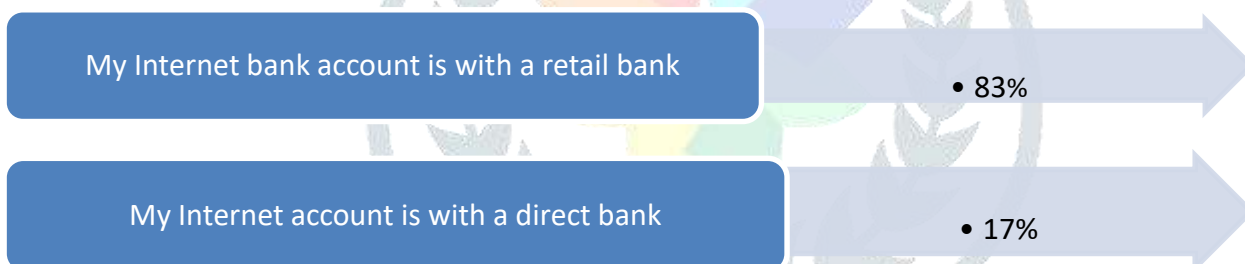 My Internet bank account is with a retail bank
• 83%
My Internet account is with a direct bank
• 17%